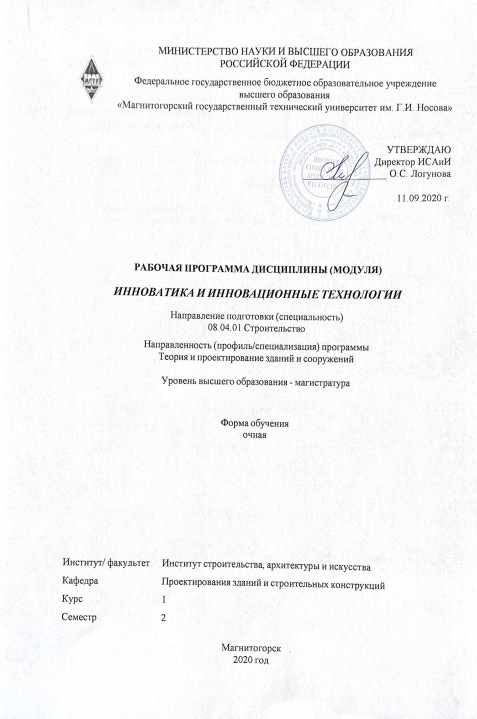 МИНИСТЕРСТВО НАУКИ И ВЫСШЕГО ОБРАЗОВАНИЯ
РОССИЙСКОЙ ФЕДЕРАЦИИ
Федеральное государственное бюджетное образовательное учреждение
высшего образования
«Магнитогорский государственный технический университет им. Г.И. Носова»
УТВЕРЖДАЮ
Директор ИСАиИ
О.С. Логунова
11.09.2020 г.
РАБОЧАЯ ПРОГРАММА ДИСЦИПЛИНЫ (МОДУЛЯ)
ИННОВАТИКА И ИННОВАЦИОННЫЕ ТЕХНОЛОГИИ
Направление подготовки (специальность)
08.04.01 Строительство
Направленность (профиль/специализация) программы
Теория и проектирование зданий и сооружений
Уровень высшего образования - магистратура
Форма обучения
очная
Институт/ факультет Институт строительства, архитектуры и искусства
Кафедра Проектирования зданий и строительных конструкций
Курс 1
Семестр 2
Магнитогорск
2020 год